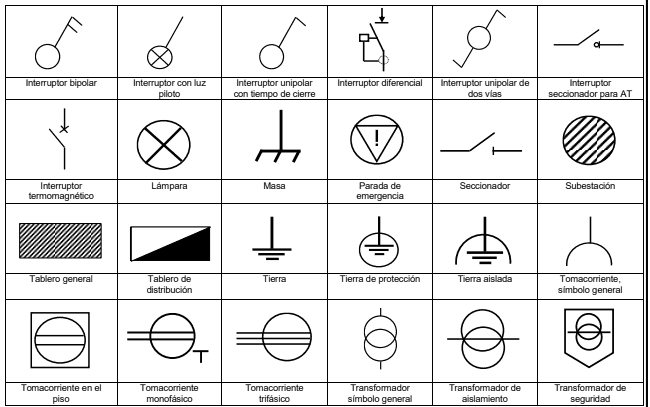 Interruptor bipolar
Interruptor con luz
piloto
Interruptor unipolar
con tiempo de cierre
Interruptor diferencial
Interruptor unipolar de
dos vías
Interruptor
seccionador para AT
Interruptor
termomagnético
Lámpara
Masa
!
Parada de
emergencia
Seccionador
Subestación
Tablero general
Tablero de
distribución
Tierra
Tierra de protección
Tierra aislada
Tomacorriente,
símbolo general
T
Tomacorriente en el
piso
Tomacorriente
monofásico
Tomacorriente
trifásico
Transformador
símbolo general
Transformador de
aislamiento
Transformador de
seguridad